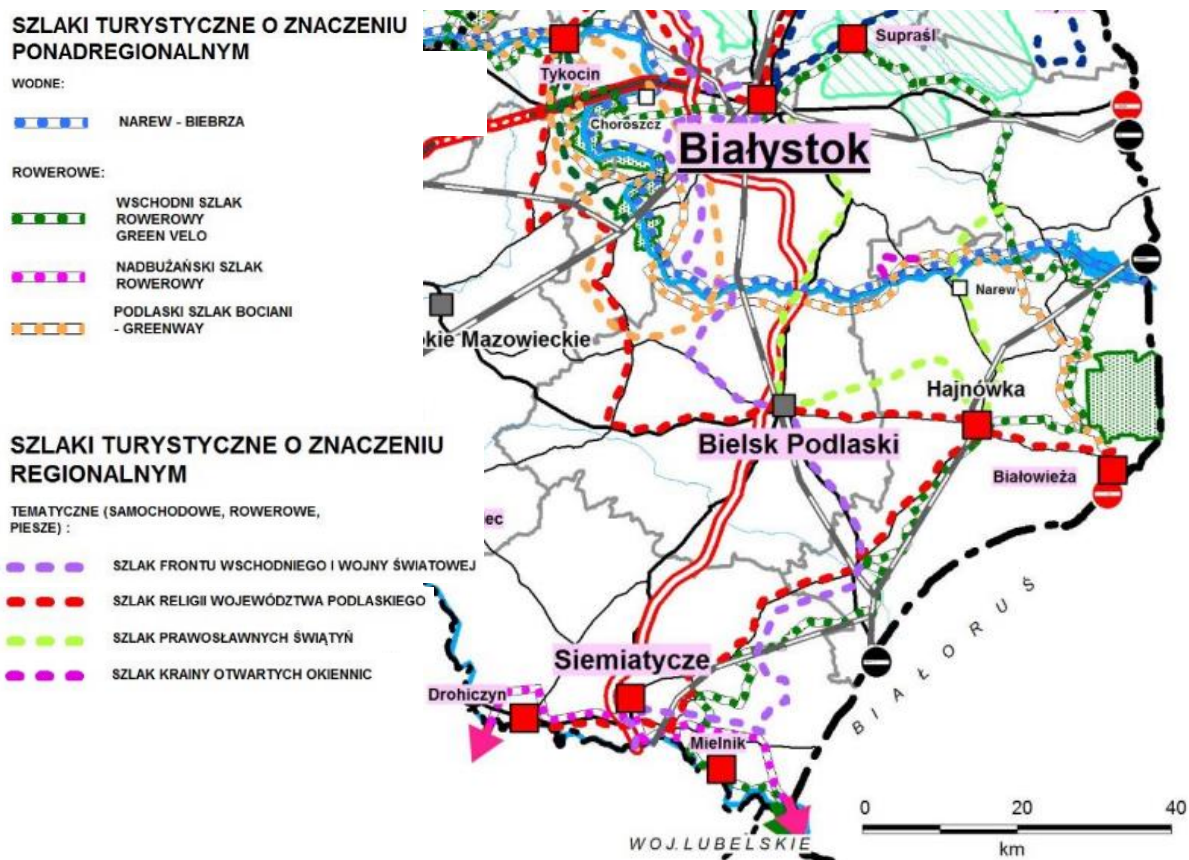 SZLAKI TURYSTYCZNE O ZNACZENIU
PONADREGIONALNYM
WODNE:
NAREW - BIEBRZA
ROWEROWE:
WSCHODNI SZLAK
ROWEROWY
GREEN VELO
NADBUŻAŃSKI SZLAK
ROWEROWY
PODLASKI SZLAK BOCIANI
- GREENWAY
SZLAKI TURYSTYCZNE O ZNACZENIU
REGIONALNYM
TEMATYCZNE (SAMOCHODOWE, ROWEROWE,
PIESZE) :
SZLAK FRONTU WSCHODNIEGO I WOJNY ŚWIATOWEJ
SZLAK RELIGII WOJEWÓDZTWA PODLASKIEGO
SZLAK PRAWOSŁAWNYCH ŚWIĄTYŃ
SZLAK KRAINY OTWARTYCH OKIENNIC
Supraśl
Tykocin
Choroszcz
Białystok
Narew
okie Mazowieckie
Hajnówka
Bielsk Podlaski
Białowieża
ec
BIAŁORUŚ
Siemiatycze
Drohiczyn
Mielnik
WOJ.LUBELSKIE
0 20 40
km